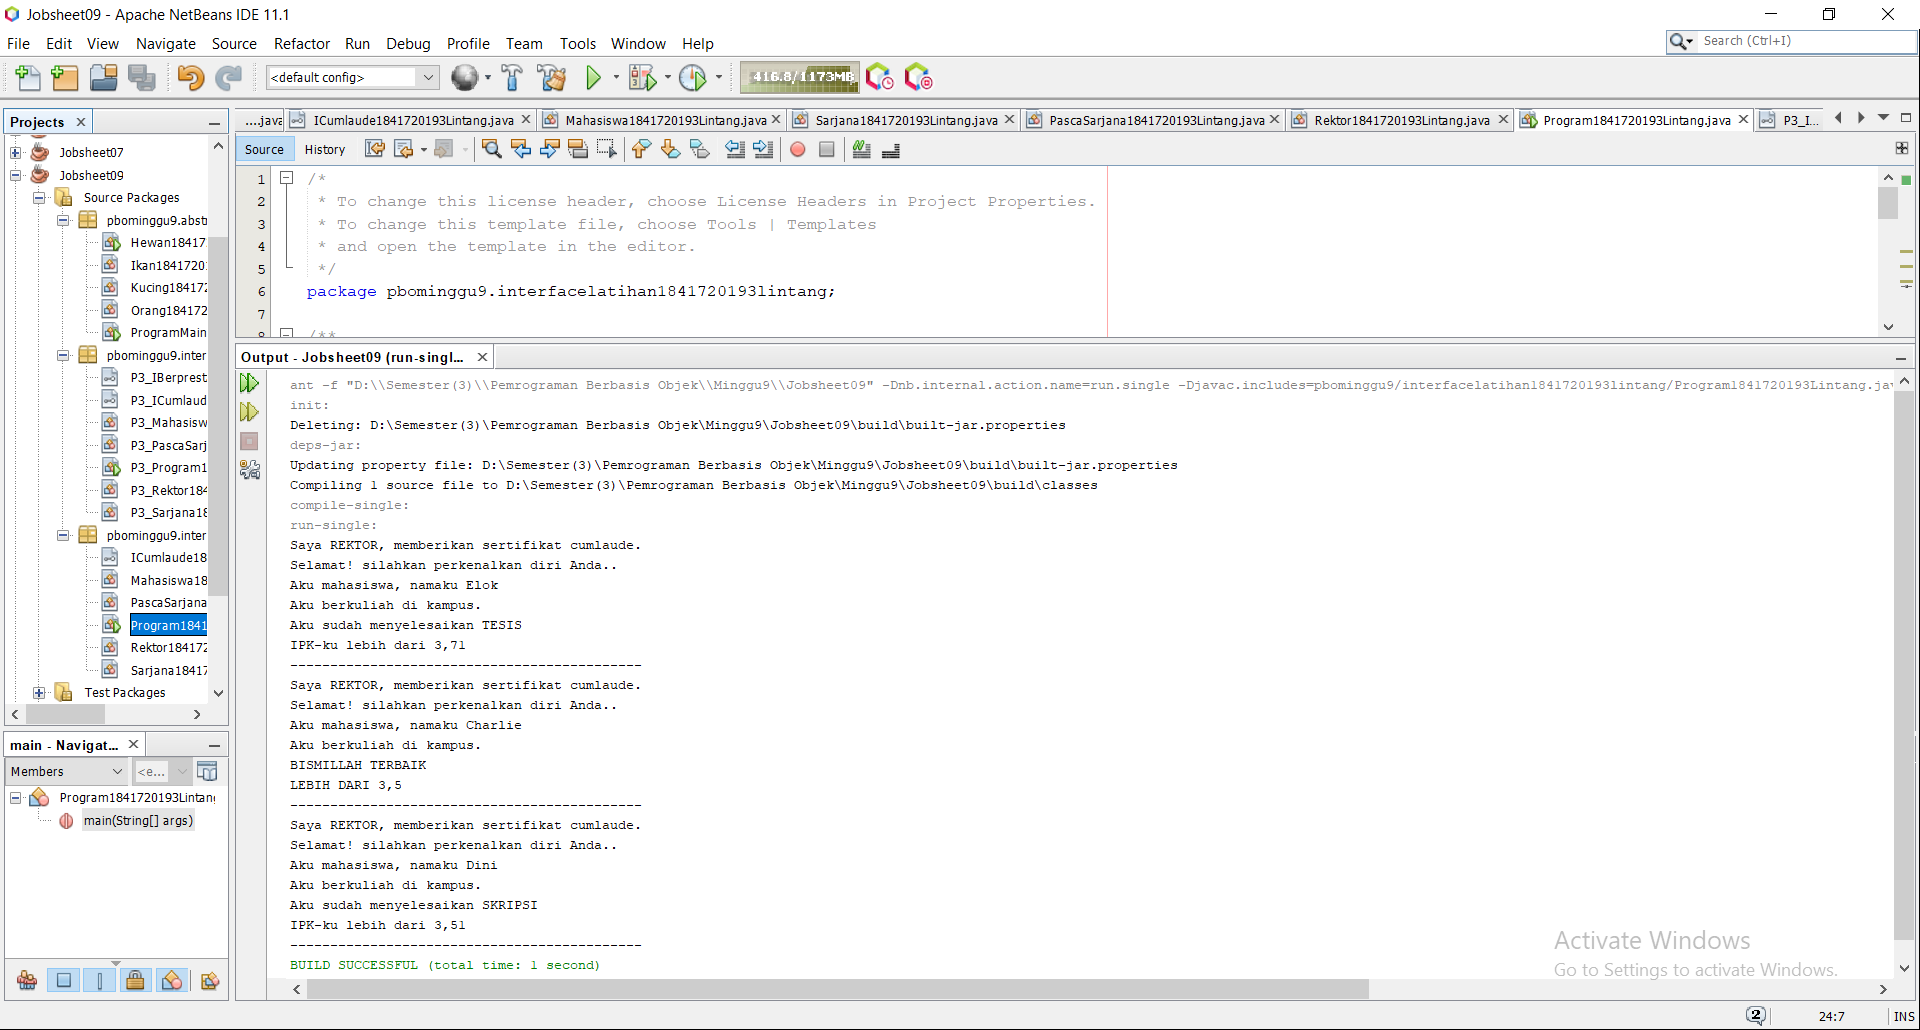 Jobsheet09 - Apache NetBeans IDE 11.1
File Edit View Navigate Source Refactor Run Debug Profile Team Tools Window Help
Search (Ctrl+I)
<default config>
416.8/1173MB
Projects
Jobsheet07
Jobsheet09
Source Packages
pbominggu9.abst
Hewan18417
Ikan1841720
Kucing18417
Orang184172
ProgramMain
pbominggu9.inter
P3_IBerprest
P3_ICumlaud
P3_Mahasisw
P3_PascaSarj
P3_Program1
P3_Rektor184
P3_Sarjana18
pbominggu9.inter
ICumlaude18
Mahasiswa18
PascaSarjana
Program1841
Rektor184172
Sarjana18417
Test Packages
main - Navigat...
Members
<e...
Program1841720193Lintang
main(String[] args)
....java
ICumlaude1841720193Lintang.java
Mahasiswa1841720193Lintang.java
Sarjana1841720193Lintang.java
PascaSarjana1841720193Lintang.java
Rektor1841720193Lintang.java
Program1841720193Lintang.java
P3_I...
Source History
1 /*
2 * To change this license header, choose License Headers in Project Properties.
3 * To change this template file, choose Tools | Templates
4 * and open the template in the editor.
5 */
6 package pbominggu9.interfacelatihan1841720193lintang;
7
8 /**
Output - Jobsheet09 (run-singl...
ant -f "D:\\Semester(3)\\Pemrograman Berbasis Objek\\Minggu9\\Jobsheet09" -Dnb.internal.action.name=run.single -Djavac.includes=pbominggu9/interfacelatihan1841720193lintang/Program1841720193Lintang.jav
init:
Deleting: D:\Semester(3)\Pemrograman Berbasis Objek\Minggu9\Jobsheet09\build\built-jar.properties
deps-jar:
Updating property file: D:\Semester(3)\Pemrograman Berbasis Objek\Minggu9\Jobsheet09\build\built-jar.properties
Compiling 1 source file to D:\Semester(3)\Pemrograman Berbasis Objek\Minggu9\Jobsheet09\build\classes
compile-single:
run-single:
Saya REKTOR, memberikan sertifikat cumlaude.
Selamat! silahkan perkenalkan diri Anda..
Aku mahasiswa, namaku Elok
Aku berkuliah di kampus.
Aku sudah menyelesaikan TESIS
IPK-ku lebih dari 3,71
--------------------------------------------
Saya REKTOR, memberikan sertifikat cumlaude.
Selamat! silahkan perkenalkan diri Anda..
Aku mahasiswa, namaku Charlie
Aku berkuliah di kampus.
BISMILLAH TERBAIK
LEBIH DARI 3,5
--------------------------------------------
Saya REKTOR, memberikan sertifikat cumlaude.
Selamat! silahkan perkenalkan diri Anda..
Aku mahasiswa, namaku Dini
Aku berkuliah di kampus.
Aku sudah menyelesaikan SKRIPSI
IPK-ku lebih dari 3,51
--------------------------------------------
BUILD SUCCESSFUL (total time: 1 second)
Activate Windows
Go to Settings to activate Windows.
2
24:7
INS